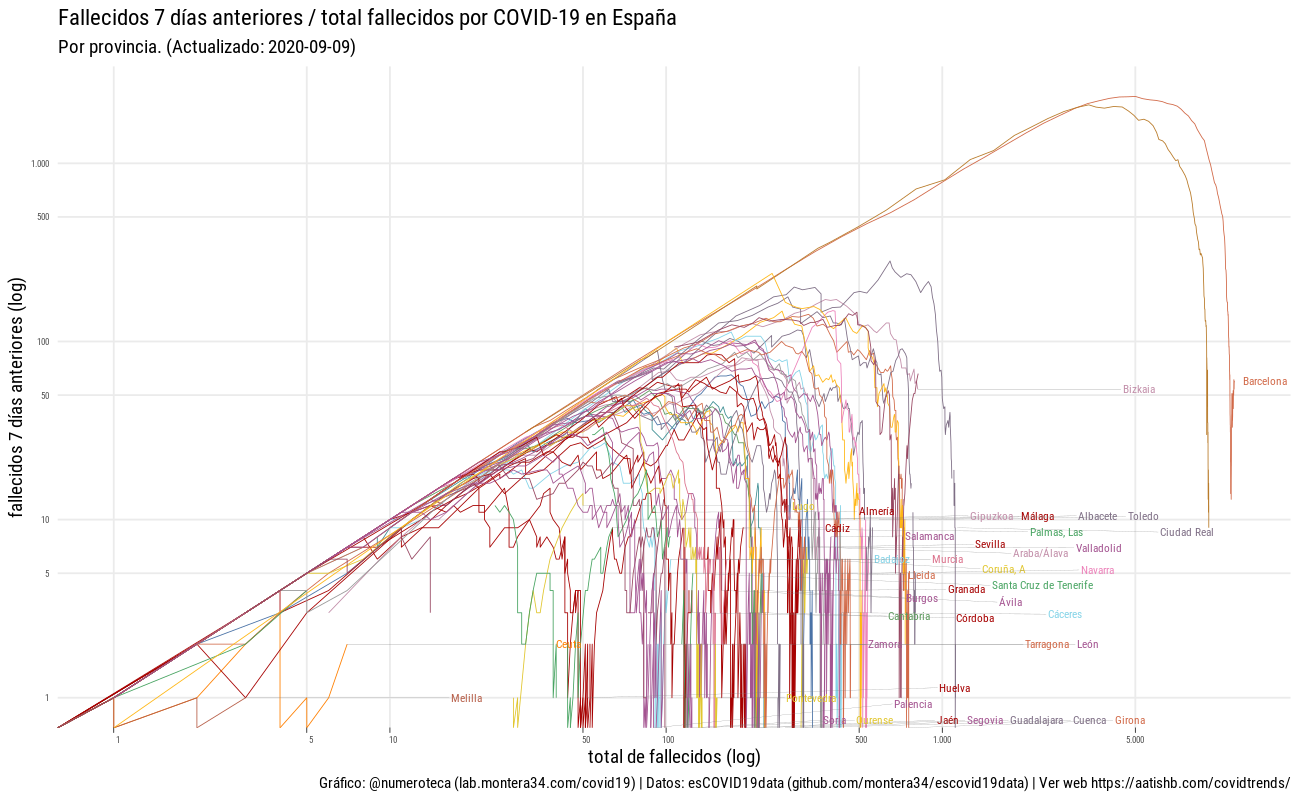 Fallecidos 7 días anteriores / total fallecidos por COVID-19 en España
Por provincia. (Actualizado: 2020-09-09)
fallecidos 7 días anteriores (log)
1.000
500
100
50
10
5
1
Barcelona
Bizkaia
Almería
Gipuzkoa Málaga Albacete Toledo
Cádiz
Salamanca Palmas, Las Ciudad Real
Sevilla Valladolid
Araba/Álava
Badajoz Murcia
Coruña, A Navarra
Lleida
Granada Santa Cruz de Tenerife
Burgos Ávila
Cantabria Córdoba Cáceres
Ceuta Zamora Tarragona León
Melilla Pontevedra Huelva
Palencia
Soria Ourense Jaén Segovia Guadalajara Cuenca Girona
1 5 10 50 100 500 1.000 5.000
total de fallecidos (log)
Gráfico: @numeroteca (lab.montera34.com/covid19) | Datos: esCOVID19data (github.com/montera34/escovid19data) | Ver web https://aatishb.com/covidtrends/